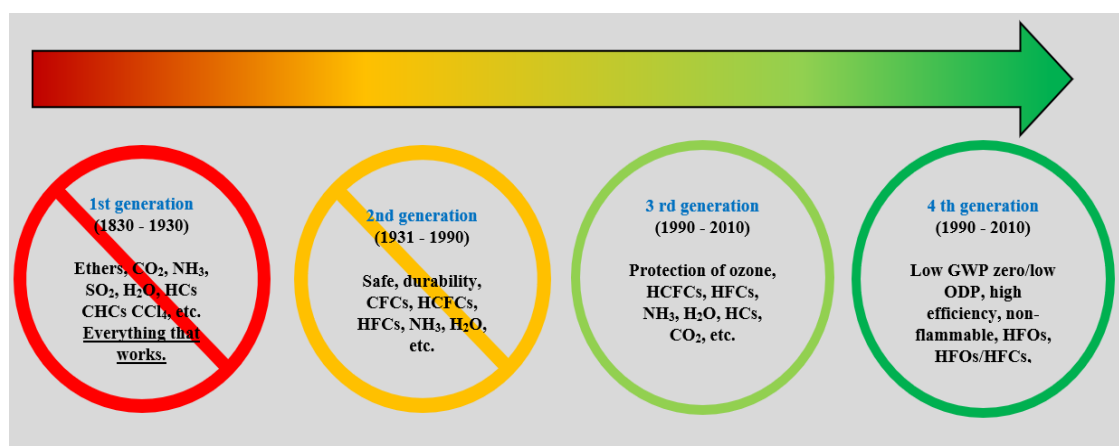 1st generation
(1830 - 1930)
Ethers, CO₂, NH₃,
SO₂, H₂O, HCs
CHCs CCl₄, etc.
Everything that
works.
2nd generation
(1931 - 1990)
Safe, durability,
CFCs, HCFCs,
HFCs, NH₃, H₂O,
etc.
3 rd generation
(1990 - 2010)
Protection of ozone,
HCFCs, HFCs,
NH₃, H₂O, HCs,
CO₂, etc.
4 th generation
(1990 - 2010)
Low GWP zero/low
ODP, high
efficiency, non-
flammable, HFOs,
HFOs/HFCs,